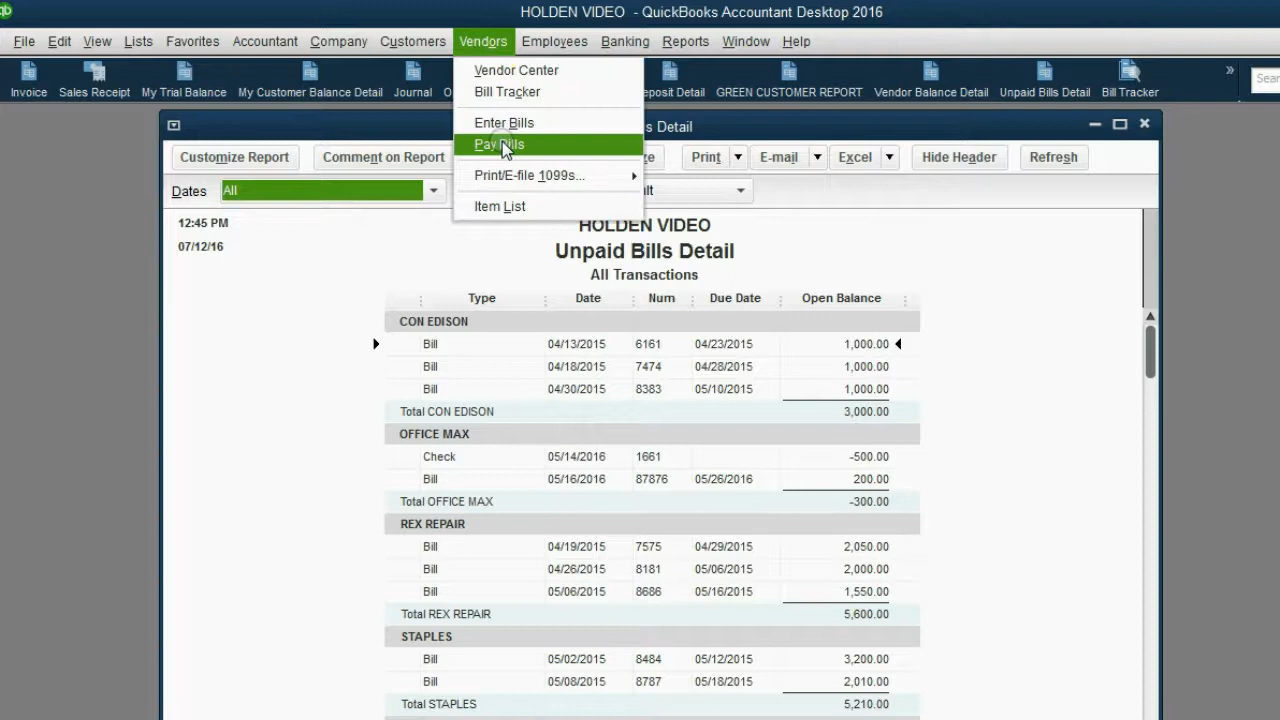 qb HOLDEN VIDEO - QuickBooks Accountant Desktop 2016
File Edit View Lists Favorites Accountant Company Customers Vendors Employees Banking Reports Window Help
Invoice Sales Receipt My Trial Balance My Customer Balance Detail Journal eposit Detail GREEN CUSTOMER REPORT Vendor Balance Detail Unpaid Bills Detail Bill Tracker » Sear
Vendor Center
Bill Tracker
Enter Bills
Pay Bills
Print/E-file 1099s...
Item List
s Detail
Customize Report Comment on Report ze Print E-mail Excel Hide Header Refresh
Dates All lt
12:45 PM
07/12/16
HOLDEN VIDEO
Unpaid Bills Detail
All Transactions
Type Date Num Due Date Open Balance
CON EDISON
Bill 04/13/2015 6161 04/23/2015 1,000.00
Bill 04/18/2015 7474 04/28/2015 1,000.00
Bill 04/30/2015 8383 05/10/2015 1,000.00
Total CON EDISON 3,000.00
OFFICE MAX
Check 05/14/2016 1661 -500.00
Bill 05/16/2016 87876 05/26/2016 200.00
Total OFFICE MAX -300.00
REX REPAIR
Bill 04/19/2015 7575 04/29/2015 2,050.00
Bill 04/26/2015 8181 05/06/2015 2,000.00
Bill 05/06/2015 8686 05/16/2015 1,550.00
Total REX REPAIR 5,600.00
STAPLES
Bill 05/02/2015 8484 05/12/2015 3,200.00
Bill 05/08/2015 8787 05/18/2015 2,010.00
Total STAPLES 5,210.00